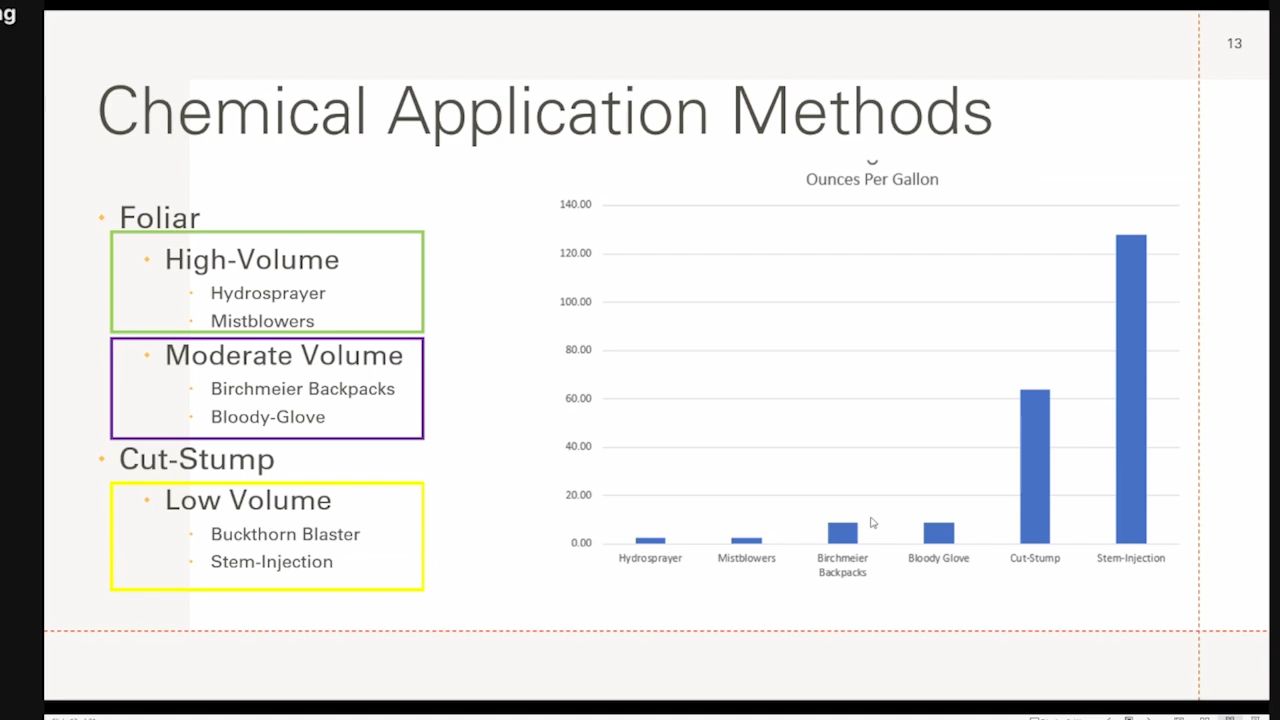 ng
13
Chemical Application Methods
Foliar
High-Volume
Hydrosprayer
Mistblowers
Moderate Volume
Birchmeier Backpacks
Bloody-Glove
Cut-Stump
Low Volume
Buckthorn Blaster
Stem-Injection
Ounces Per Gallon
140.00
120.00
100.00
80.00
60.00
40.00
20.00
0.00
Hydrosprayer
Mistblowers
Birchmeier
Backpacks
Bloody Glove
Cut-Stump
Stem-Injection